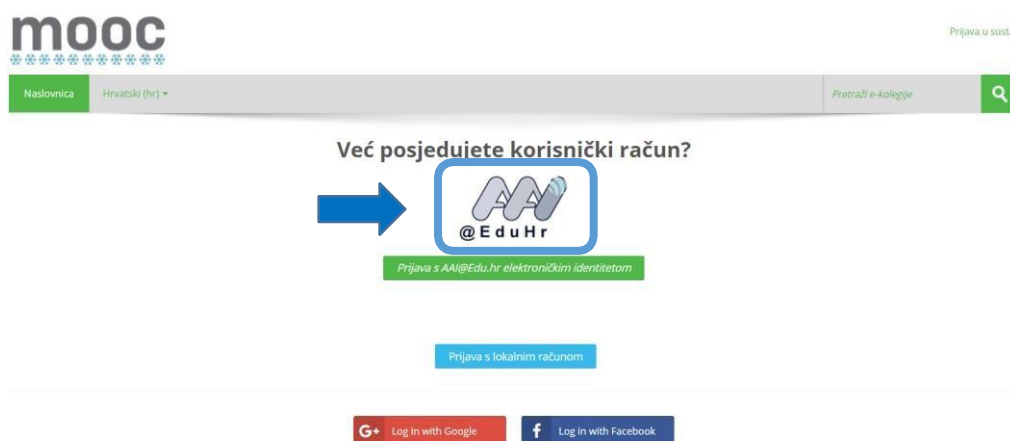 mooc
Prijava u susta
Naslovnica
Hrvatski (hr)
Pretraži e-kolegije
Već posjedujete korisnički račun?
AAI
@EduHr
Prijava s AAI@Edu.hr elektroničkim identitetom
Prijava s lokalnim računom
G+ Log in with Google
f Log in with Facebook